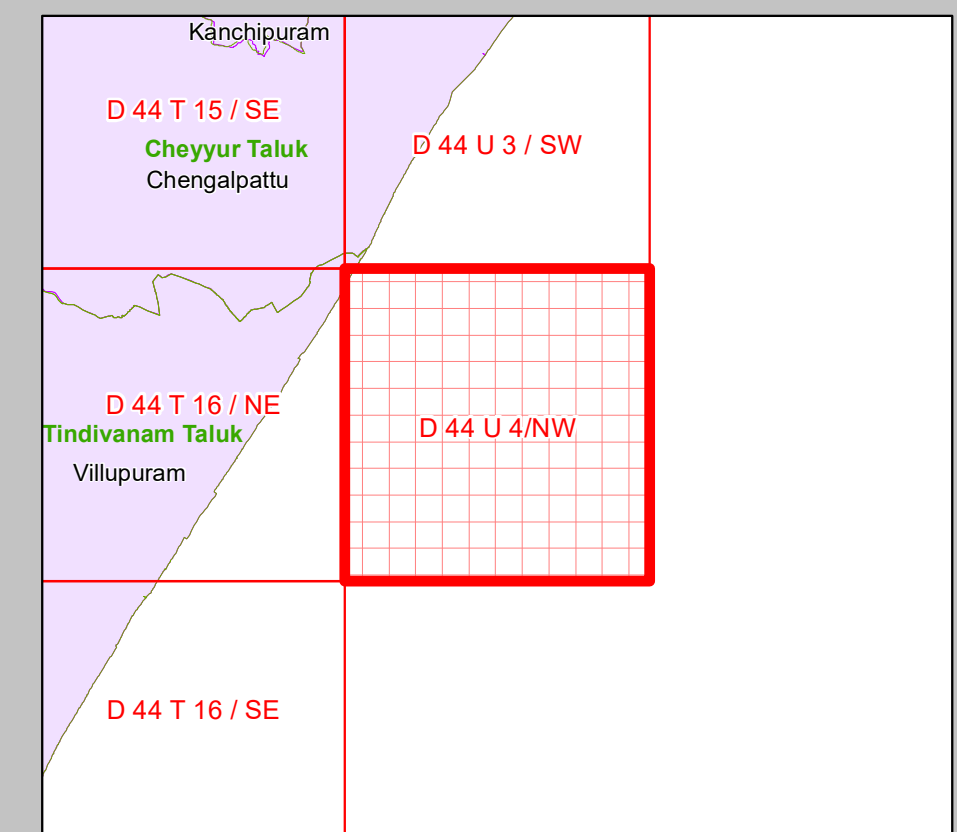 Kanchipuram
D 44 T 15 / SE
D 44 U 3 / SW
Cheyyur Taluk
Chengalpattu
D 44 T 16 / NE
D 44 U 4/NW
Tindivanam Taluk
Villupuram
D 44 T 16 / SE